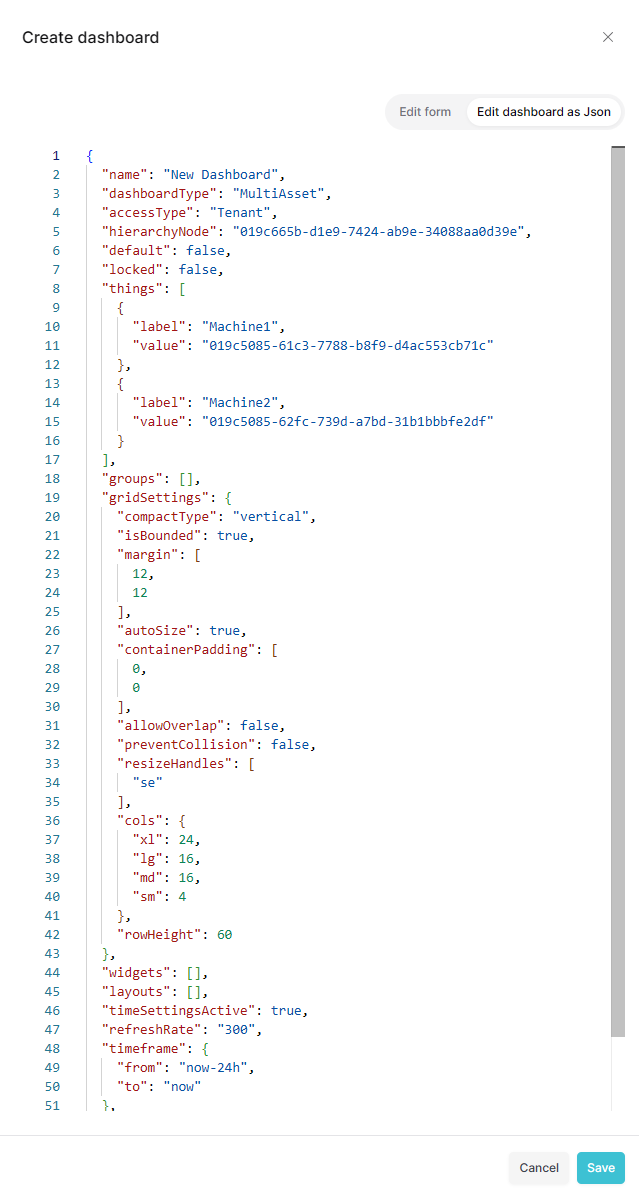 Create dashboard
Edit form
Edit dashboard as Json
1 {
2 "name": "New Dashboard",
3 "dashboardType": "MultiAsset",
4 "accessType": "Tenant",
5 "hierarchyNode": "019c665b-d1e9-7424-ab9e-34088aa0d39e",
6 "default": false,
7 "locked": false,
8 "things": [
9 {
10 "label": "Machine1",
11 "value": "019c5085-61c3-7788-b8f9-d4ac553cb71c"
12 },
13 {
14 "label": "Machine2",
15 "value": "019c5085-62fc-739d-a7bd-31b1bbbfe2df"
16 }
17 ],
18 "groups": [],
19 "gridSettings": {
20 "compactType": "vertical",
21 "isBounded": true,
22 "margin": [
23 12,
24 12
25 ],
26 "autoSize": true,
27 "containerPadding": [
28 0,
29 0
30 ],
31 "allowOverlap": false,
32 "preventCollision": false,
33 "resizeHandles": [
34 "se"
35 ],
36 "cols": {
37 "xl": 24,
38 "lg": 16,
39 "md": 16,
40 "sm": 4
41 },
42 "rowHeight": 60
43 },
44 "widgets": [],
45 "layouts": [],
46 "timeSettingsActive": true,
47 "refreshRate": "300",
48 "timeframe": {
49 "from": "now-24h",
50 "to": "now"
51 },
Cancel
Save